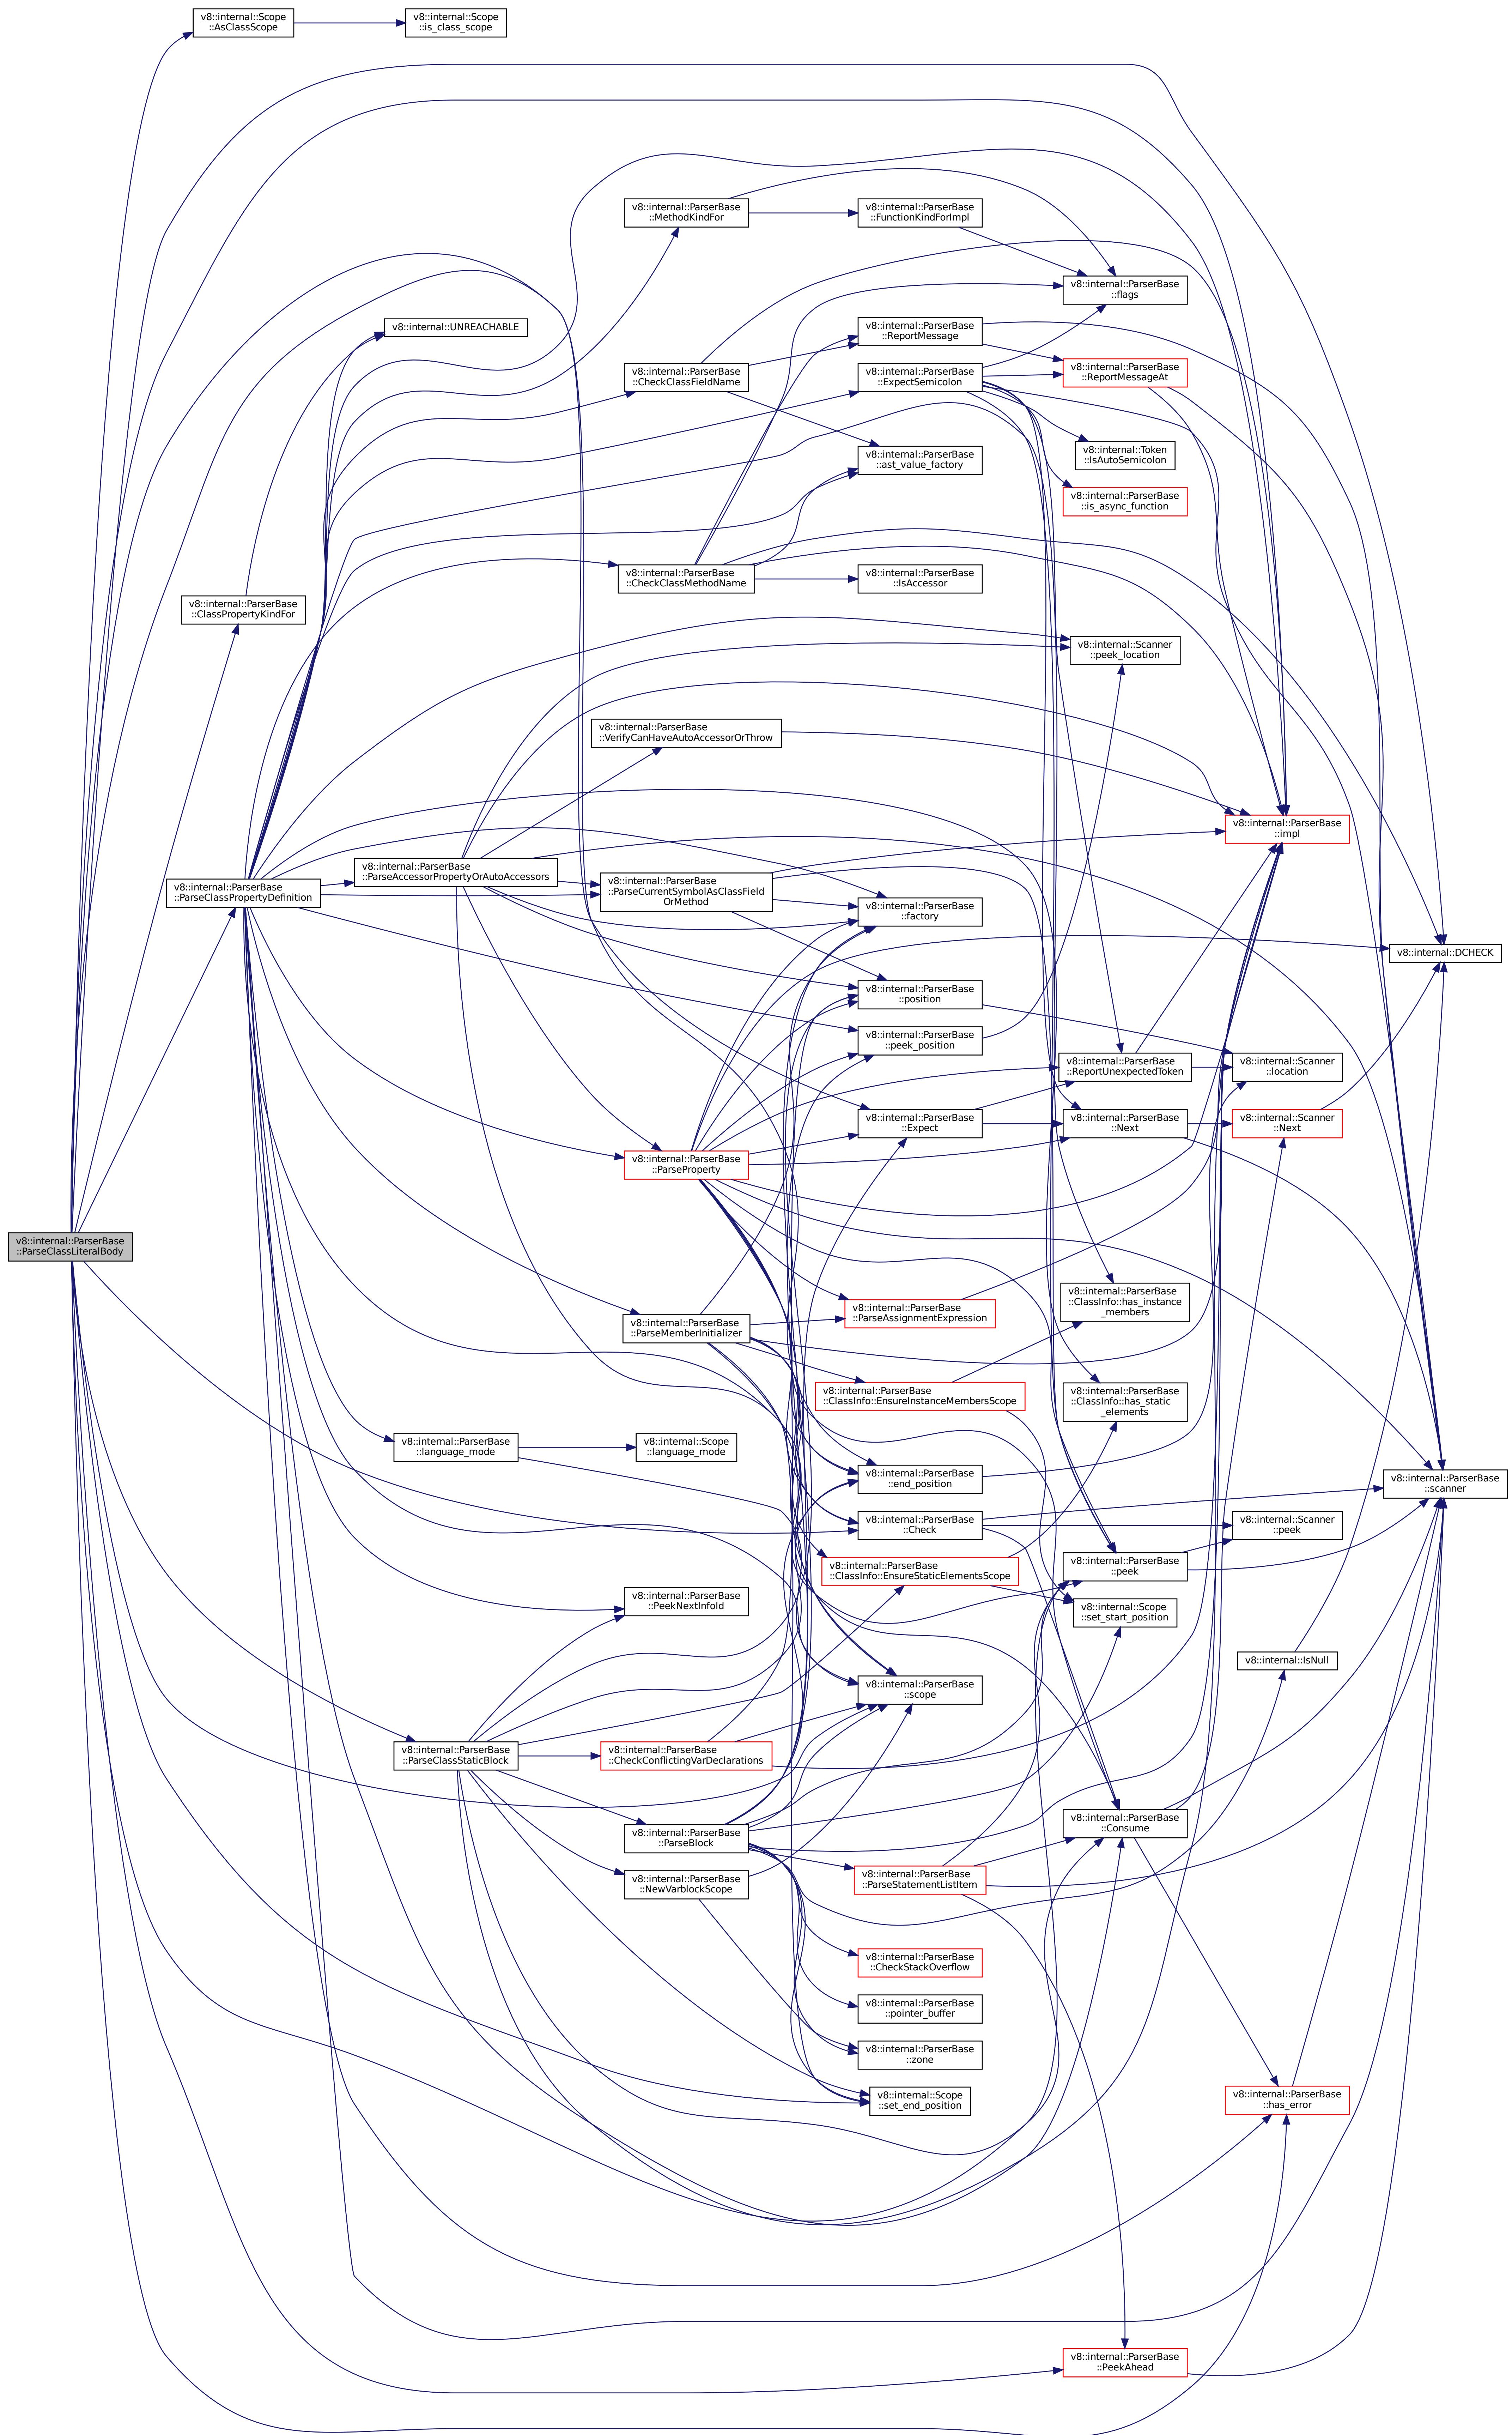 v8::internal::Scope
::AsClassScope
v8::internal::Scope
::is_class_scope
v8::internal::ParserBase
::MethodKindFor
v8::internal::ParserBase
::FunctionKindForImpl
v8::internal::ParserBase
::flags
v8::internal::UNREACHABLE
v8::internal::ParserBase
::ReportMessage
v8::internal::ParserBase
::CheckClassFieldName
v8::internal::ParserBase
::ExpectSemicolon
v8::internal::ParserBase
::ReportMessageAt
v8::internal::ParserBase
::ast_value_factory
v8::internal::Token
::IsAutoSemicolon
v8::internal::ParserBase
::is_async_function
v8::internal::ParserBase
::CheckClassMethodName
v8::internal::ParserBase
::IsAccessor
v8::internal::ParserBase
::ClassPropertyKindFor
v8::internal::Scanner
::peek_location
v8::internal::ParserBase
::VerifyCanHaveAutoAccessorOrThrow
v8::internal::ParserBase
::impl
v8::internal::ParserBase
::ParseClassPropertyDefinition
v8::internal::ParserBase
::ParseAccessorPropertyOrAutoAccessors
v8::internal::ParserBase
::ParseCurrentSymbolAsClassField
OrMethod
v8::internal::ParserBase
::factory
v8::internal::DCHECK
v8::internal::ParserBase
::position
v8::internal::ParserBase
::peek_position
v8::internal::ParserBase
::ReportUnexpectedToken
v8::internal::Scanner
::location
v8::internal::ParserBase
::Expect
v8::internal::ParserBase
::Next
v8::internal::Scanner
::Next
v8::internal::ParserBase
::ParseProperty
v8::internal::ParserBase
::ParseClassLiteralBody
v8::internal::ParserBase
::ClassInfo::has_instance
_members
v8::internal::ParserBase
::ParseMemberInitializer
v8::internal::ParserBase
::ParseAssignmentExpression
v8::internal::ParserBase
::ClassInfo::EnsureInstanceMembersScope
v8::internal::ParserBase
::ClassInfo::has_static
_elements
v8::internal::ParserBase
::language_mode
v8::internal::Scope
::language_mode
v8::internal::ParserBase
::end_position
v8::internal::ParserBase
::scanner
v8::internal::ParserBase
::Check
v8::internal::Scanner
::peek
v8::internal::ParserBase
::ClassInfo::EnsureStaticElementsScope
v8::internal::ParserBase
::peek
v8::internal::ParserBase
::PeekNextInfoId
v8::internal::Scope
::set_start_position
v8::internal::IsNull
v8::internal::ParserBase
::scope
v8::internal::ParserBase
::ParseClassStaticBlock
v8::internal::ParserBase
::CheckConflictingVarDeclarations
v8::internal::ParserBase
::ParseBlock
v8::internal::ParserBase
::Consume
v8::internal::ParserBase
::NewVarblockScope
v8::internal::ParserBase
::ParseStatementListItem
v8::internal::ParserBase
::CheckStackOverflow
v8::internal::ParserBase
::pointer_buffer
v8::internal::ParserBase
::zone
v8::internal::Scope
::set_end_position
v8::internal::ParserBase
::has_error
v8::internal::ParserBase
::PeekAhead